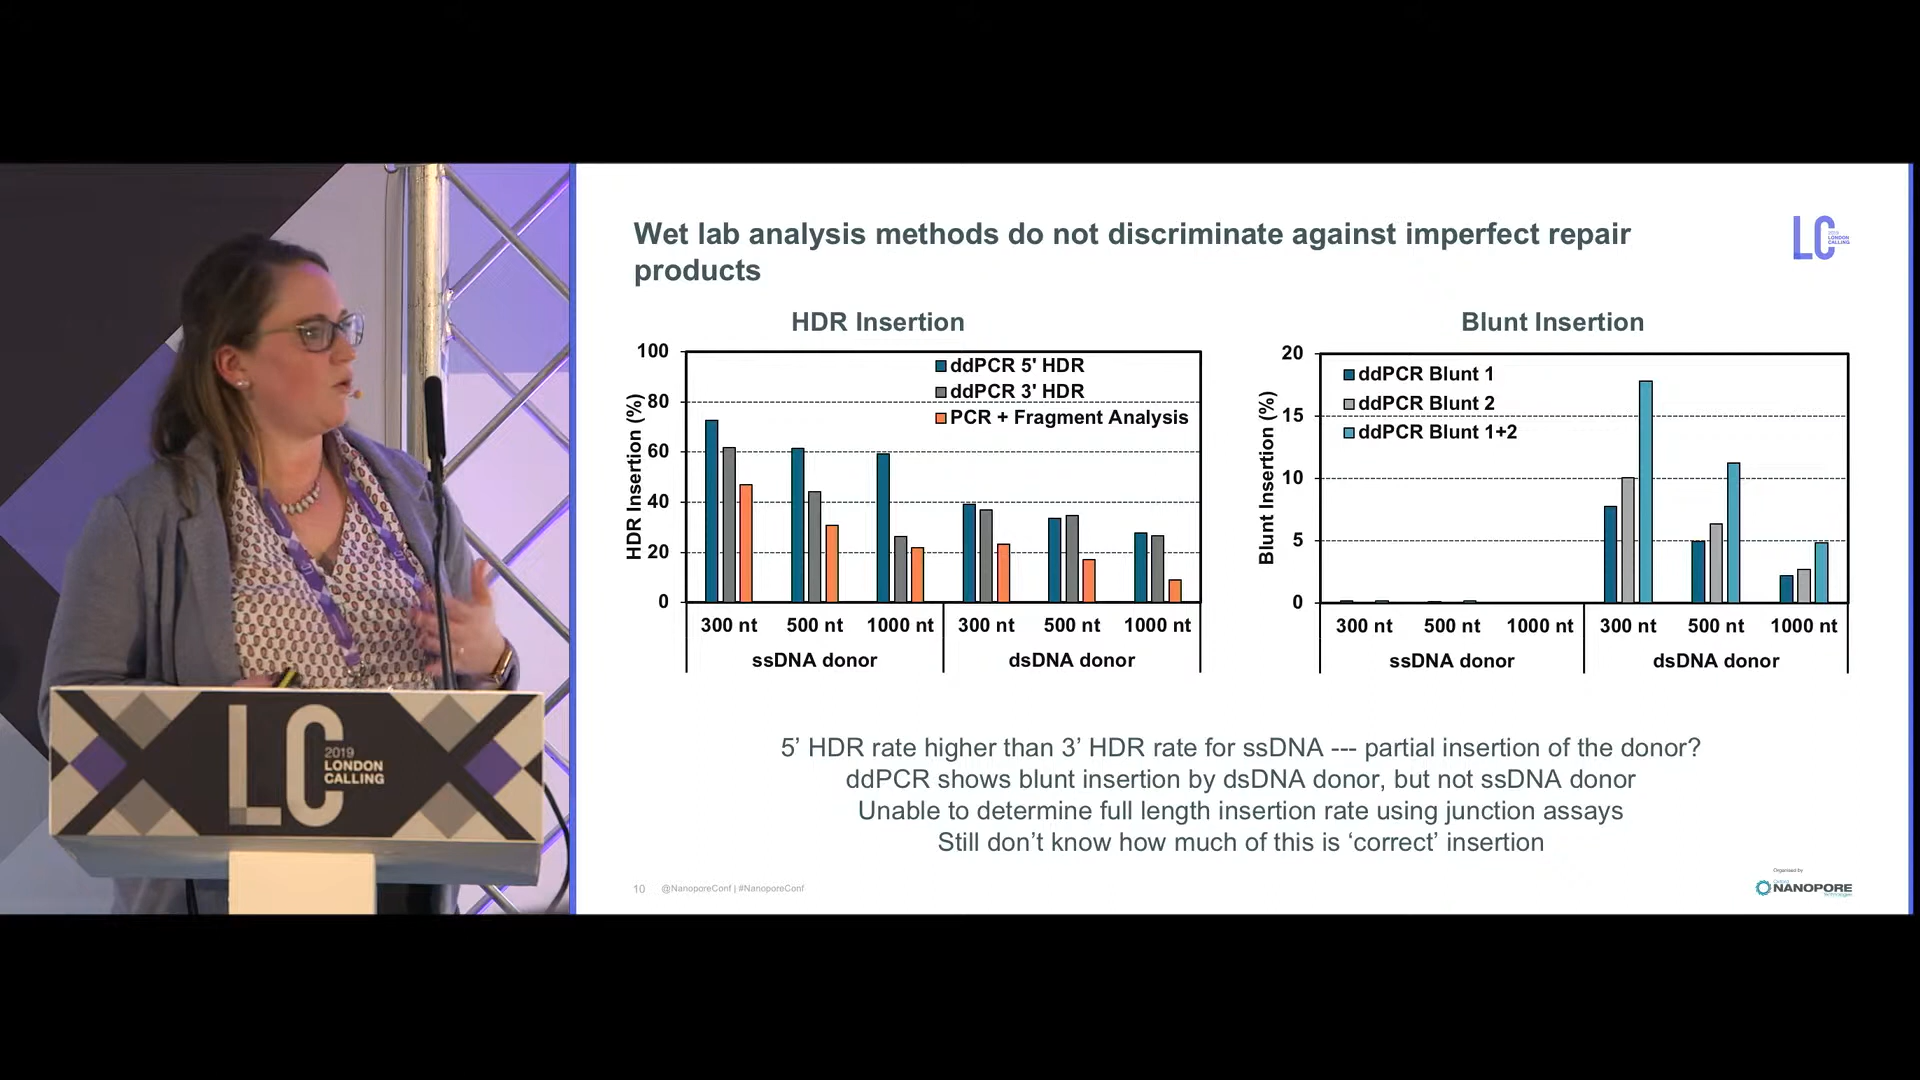 Wet lab analysis methods do not discriminate against imperfect repair
products
LC
2019
LONDON
CALLING
HDR Insertion
HDR Insertion (%)
100
80
60
40
20
0
ddPCR 5' HDR
ddPCR 3' HDR
PCR + Fragment Analysis
300 nt 500 nt 1000 nt 300 nt 500 nt 1000 nt
ssDNA donor dsDNA donor
Blunt Insertion
Blunt Insertion (%)
20
15
10
5
0
ddPCR Blunt 1
ddPCR Blunt 2
ddPCR Blunt 1+2
300 nt 500 nt 1000 nt 300 nt 500 nt 1000 nt
ssDNA donor dsDNA donor
5’ HDR rate higher than 3’ HDR rate for ssDNA --- partial insertion of the donor?
ddPCR shows blunt insertion by dsDNA donor, but not ssDNA donor
Unable to determine full length insertion rate using junction assays
Still don’t know how much of this is ‘correct’ insertion
10 @NanoporeConf | #NanoporeConf
Organised by
NANOPORE
Technologies
LC
2019
LONDON
CALLING